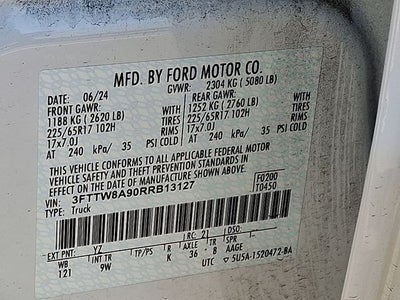 MFD. BY FORD MOTOR CO.
DATE: 06/24 GVWR: 2304 KG ( 5080 LB)
FRONT GAWR: REAR GAWR:
1188 KG ( 2620 LB) 1252 KG ( 2760 LB)
225/65R17 102H TIRES 225/65R17 102H TIRES
17x7.0J RIMS 17x7.0J RIMS
AT 240 kPa/ 35 PSI COLD AT 240 kPa/ 35 PSI COLD
THIS VEHICLE CONFORMS TO ALL APPLICABLE FEDERAL MOTOR
VEHICLE SAFETY AND THEFT PREVENTION STANDARDS IN
EFFECT ON THE DATE OF MANUFACTURE SHOWN ABOVE.
VIN: 3FTTW8A90RRB13127 F0200
TYPE: Truck T0450
EXT PNT: YZ RC: 21 DSO:
WB INT TR TP/PS R AXLE TR SPR
121 9W K 36 B AAGE
UTC 5U5A-1520472-BA